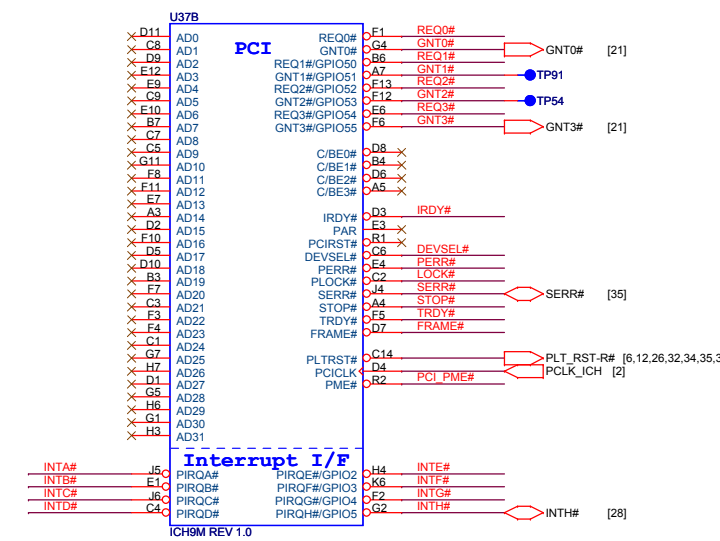 U37B
PCI
D11 AD0 REQ0# F1 REQ0#
C8 AD1 GNT0# G4 GNT0# GNT0# [21]
D9 AD2 REQ1#/GPIO50 B6 REQ1#
E12 AD3 GNT1#/GPIO51 A7 GNT1# TP91
E9 AD4 REQ2#/GPIO52 F13 REQ2#
C9 AD5 GNT2#/GPIO53 F12 GNT2# TP54
E10 AD6 REQ3#/GPIO54 E6 REQ3#
B7 AD7 GNT3#/GPIO55 F6 GNT3# GNT3# [21]
C7 AD8
C5 AD9 C/BE0# D8
G11 AD10 C/BE1# B4
F8 AD11 C/BE2# D6
F11 AD12 C/BE3# A5
E7 AD13
A3 AD14 IRDY# D3 IRDY#
D2 AD15 PAR E3
F10 AD16 PCIRST# R1
D5 AD17 DEVSEL# C6 DEVSEL#
D10 AD18 PERR# E4 PERR#
B3 AD19 PLOCK# C2 LOCK#
F7 AD20 SERR# J4 SERR# SERR# [35]
C3 AD21 STOP# A4 STOP#
F3 AD22 TRDY# F5 TRDY#
F4 AD23 FRAME# D7 FRAME#
C1 AD24
G7 AD25 PLTRST# C14 PLT_RST-R# [6,12,26,32,34,35,3
H7 AD26 PCICLK D4 PCLK_ICH [2]
D1 AD27 PME# R2 PCI_PME#
G5 AD28
H6 AD29
G1 AD30
H3 AD31
Interrupt I/F
INTA# J5 PIRQA# PIRQE#/GPIO2 H4 INTE#
INTB# E1 PIRQB# PIRQF#/GPIO3 K6 INTF#
INTC# J6 PIRQC# PIRQG#/GPIO4 F2 INTG#
INTD# C4 PIRQD# PIRQH#/GPIO5 G2 INTH# INTH# [28]
ICH9M REV 1.0